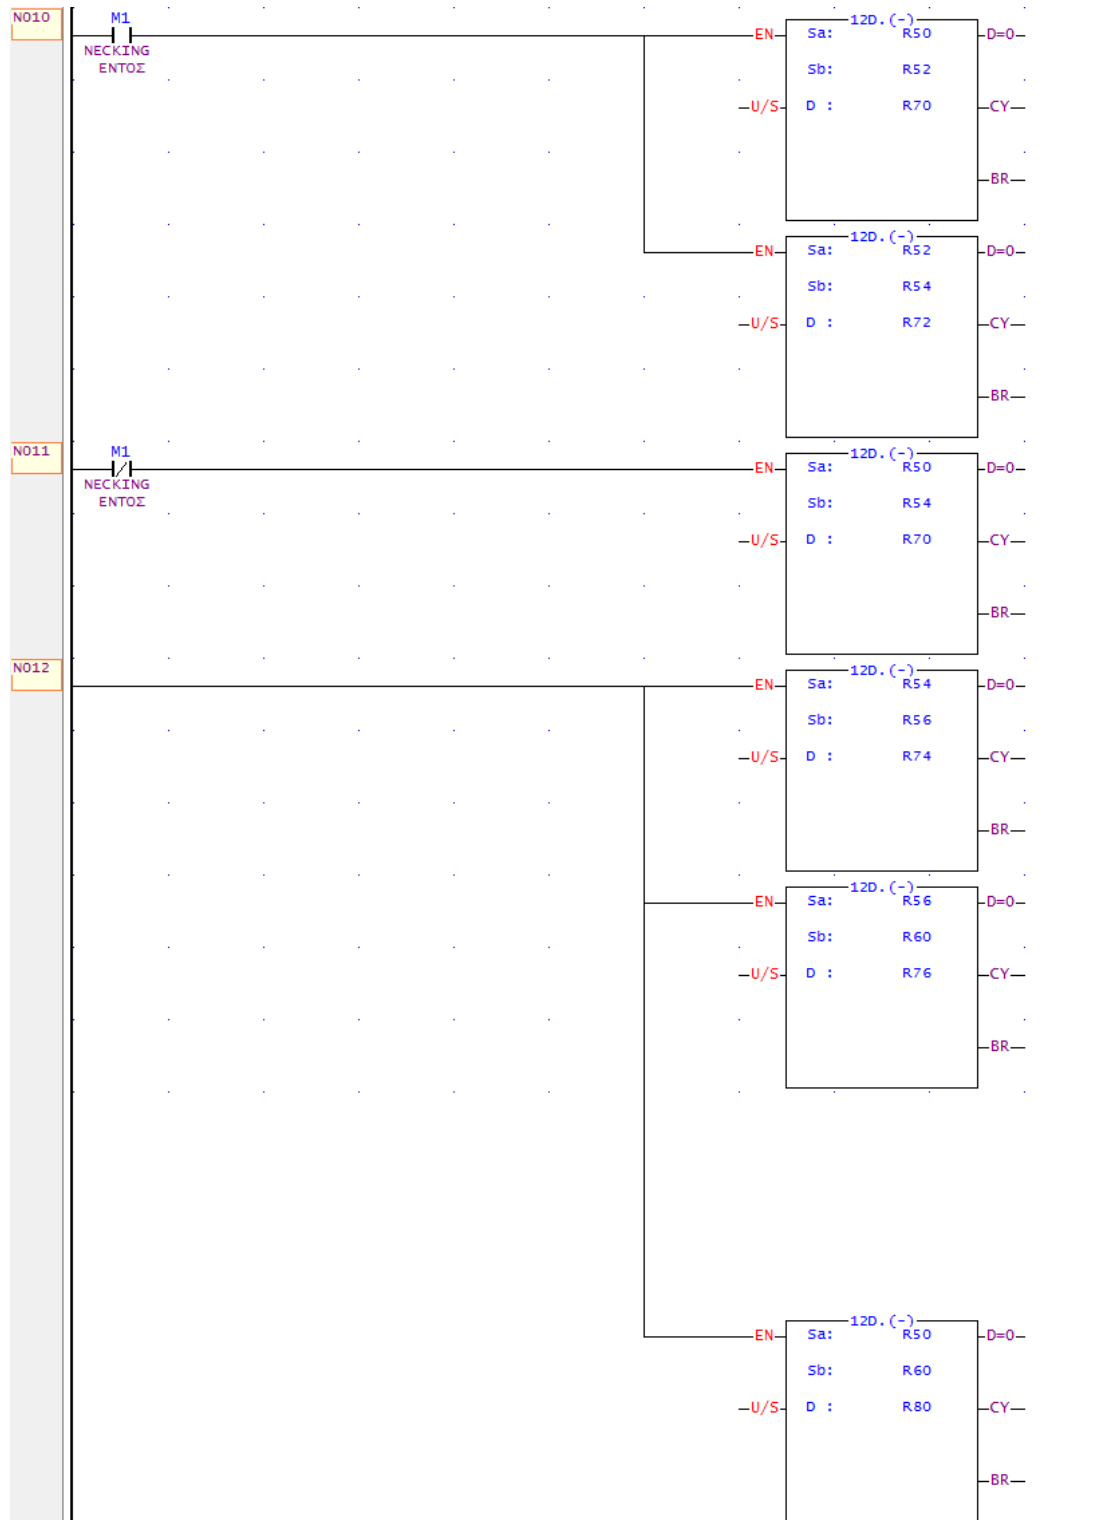 N010
M1
NECKING
ΕΝΤΟΣ
12D.(-)
EN
Sa: R50
D=0
Sb: R52
U/S
D : R70
CY
BR
12D.(-)
EN
Sa: R52
D=0
Sb: R54
U/S
D : R72
CY
BR
N011
M1
NECKING
ΕΝΤΟΣ
12D.(-)
EN
Sa: R50
D=0
Sb: R54
U/S
D : R70
CY
BR
N012
12D.(-)
EN
Sa: R54
D=0
Sb: R56
U/S
D : R74
CY
BR
12D.(-)
EN
Sa: R56
D=0
Sb: R60
U/S
D : R76
CY
BR
12D.(-)
EN
Sa: R50
D=0
Sb: R60
U/S
D : R80
CY
BR